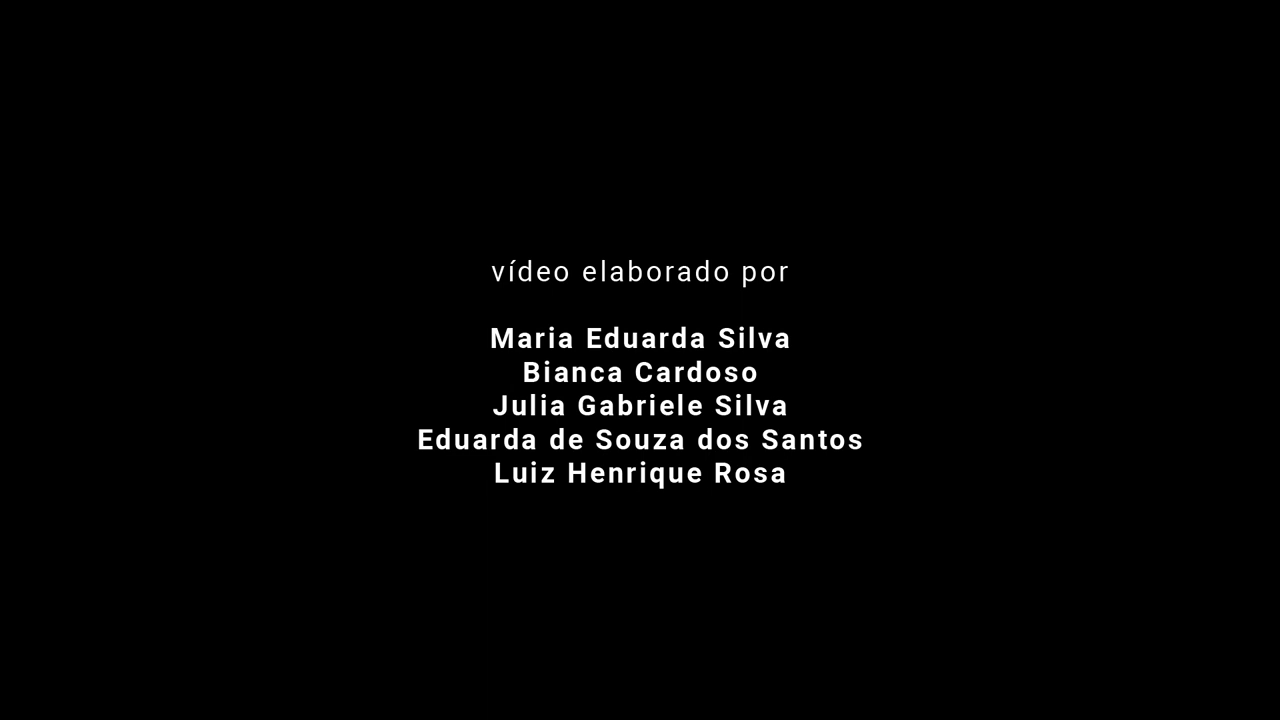 vídeo elaborado por
Maria Eduarda Silva
Bianca Cardoso
Julia Gabriele Silva
Eduarda de Souza dos Santos
Luiz Henrique Rosa